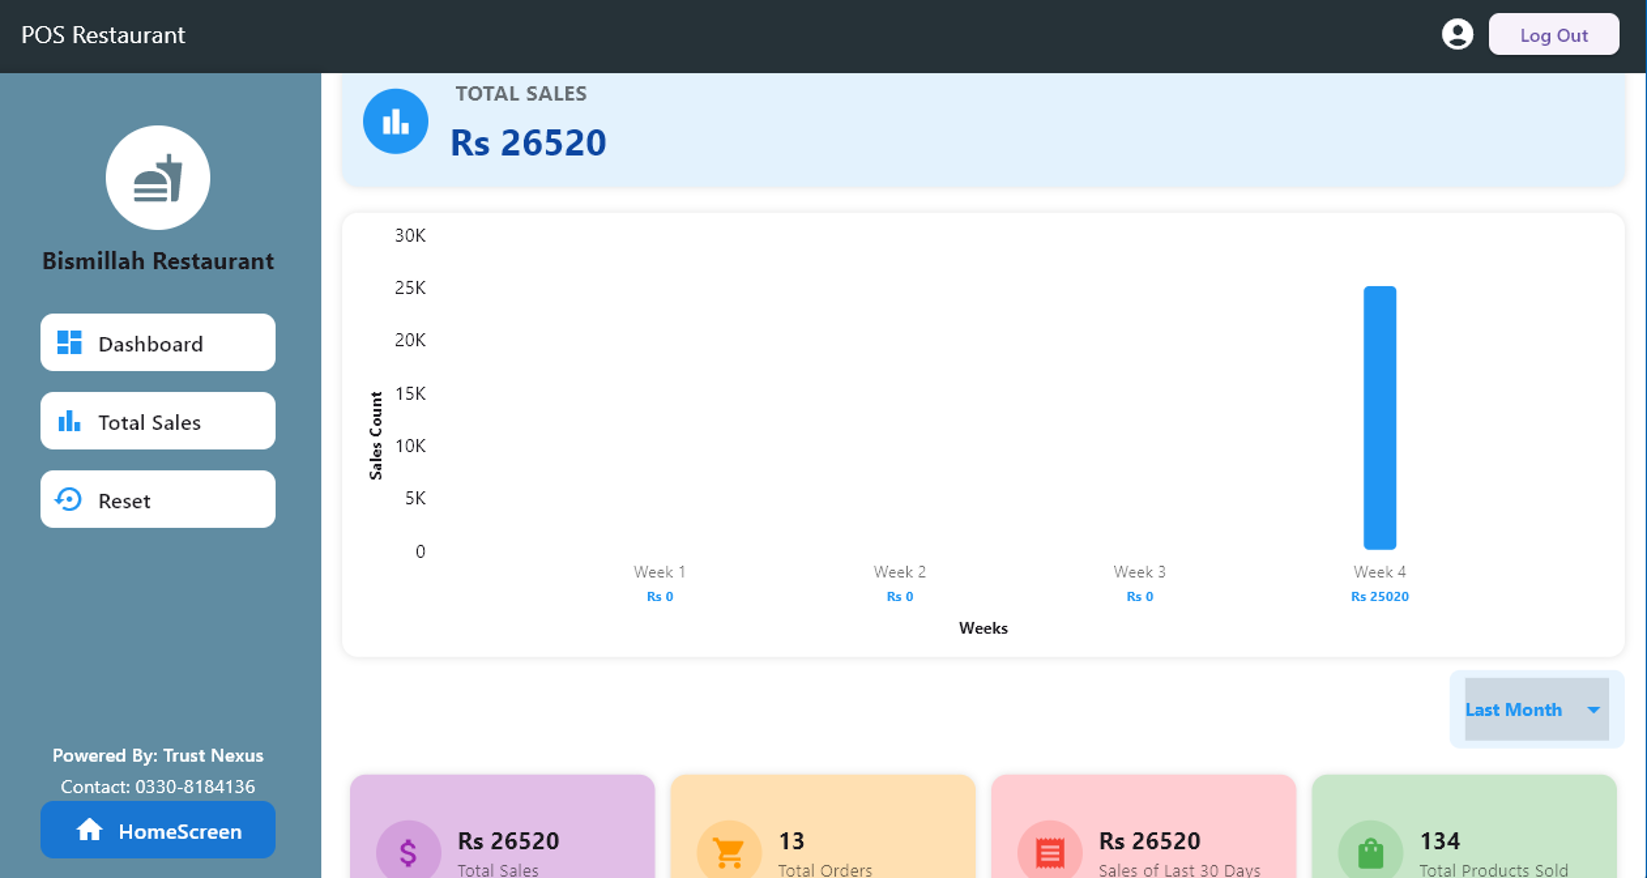 POS Restaurant
Log Out
Bismillah Restaurant
Dashboard
Total Sales
Reset
Powered By: Trust Nexus
Contact: 0330-8184136
HomeScreen
TOTAL SALES
Rs 26520
30K
25K
20K
15K
10K
5K
0
Sales Count
Week 1
Rs 0
Week 2
Rs 0
Week 3
Rs 0
Week 4
Rs 25020
Weeks
Last Month
$
Rs 26520
Total Sales
13
Total Orders
Rs 26520
Sales of Last 30 Days
134
Total Products Sold